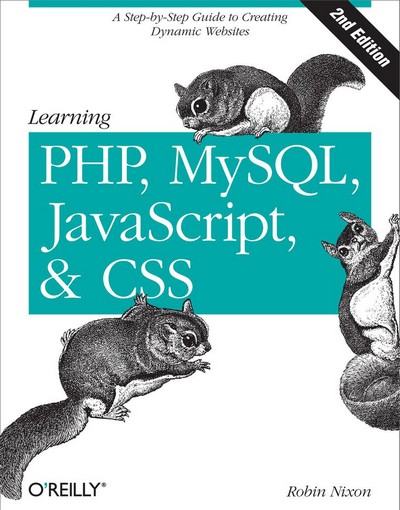 A Step-by-Step Guide to Creating
Dynamic Websites
2nd Edition
Learning
PHP, MySQL,
JavaScript,
& CSS
O'REILLY®
Robin Nixon